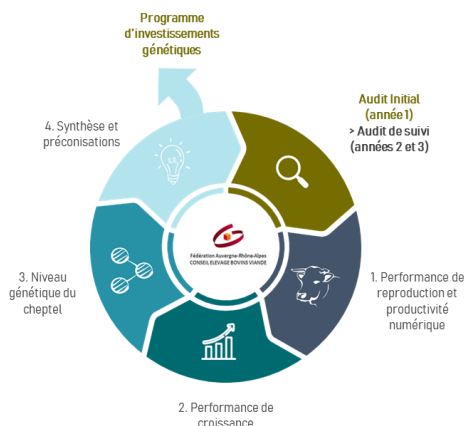 Programme
d'investissements
génétiques
Audit Initial
(année 1)
> Audit de suivi
(années 2 et 3)
4. Synthèse et
préconisations
Fédération Auvergne-Rhône-Alpes
CONSEIL ELEVAGE BOVINS VIANDE
3. Niveau
génétique du
cheptel
1. Performance de
reproduction et
productivité
numérique
2. Performance de
croissance